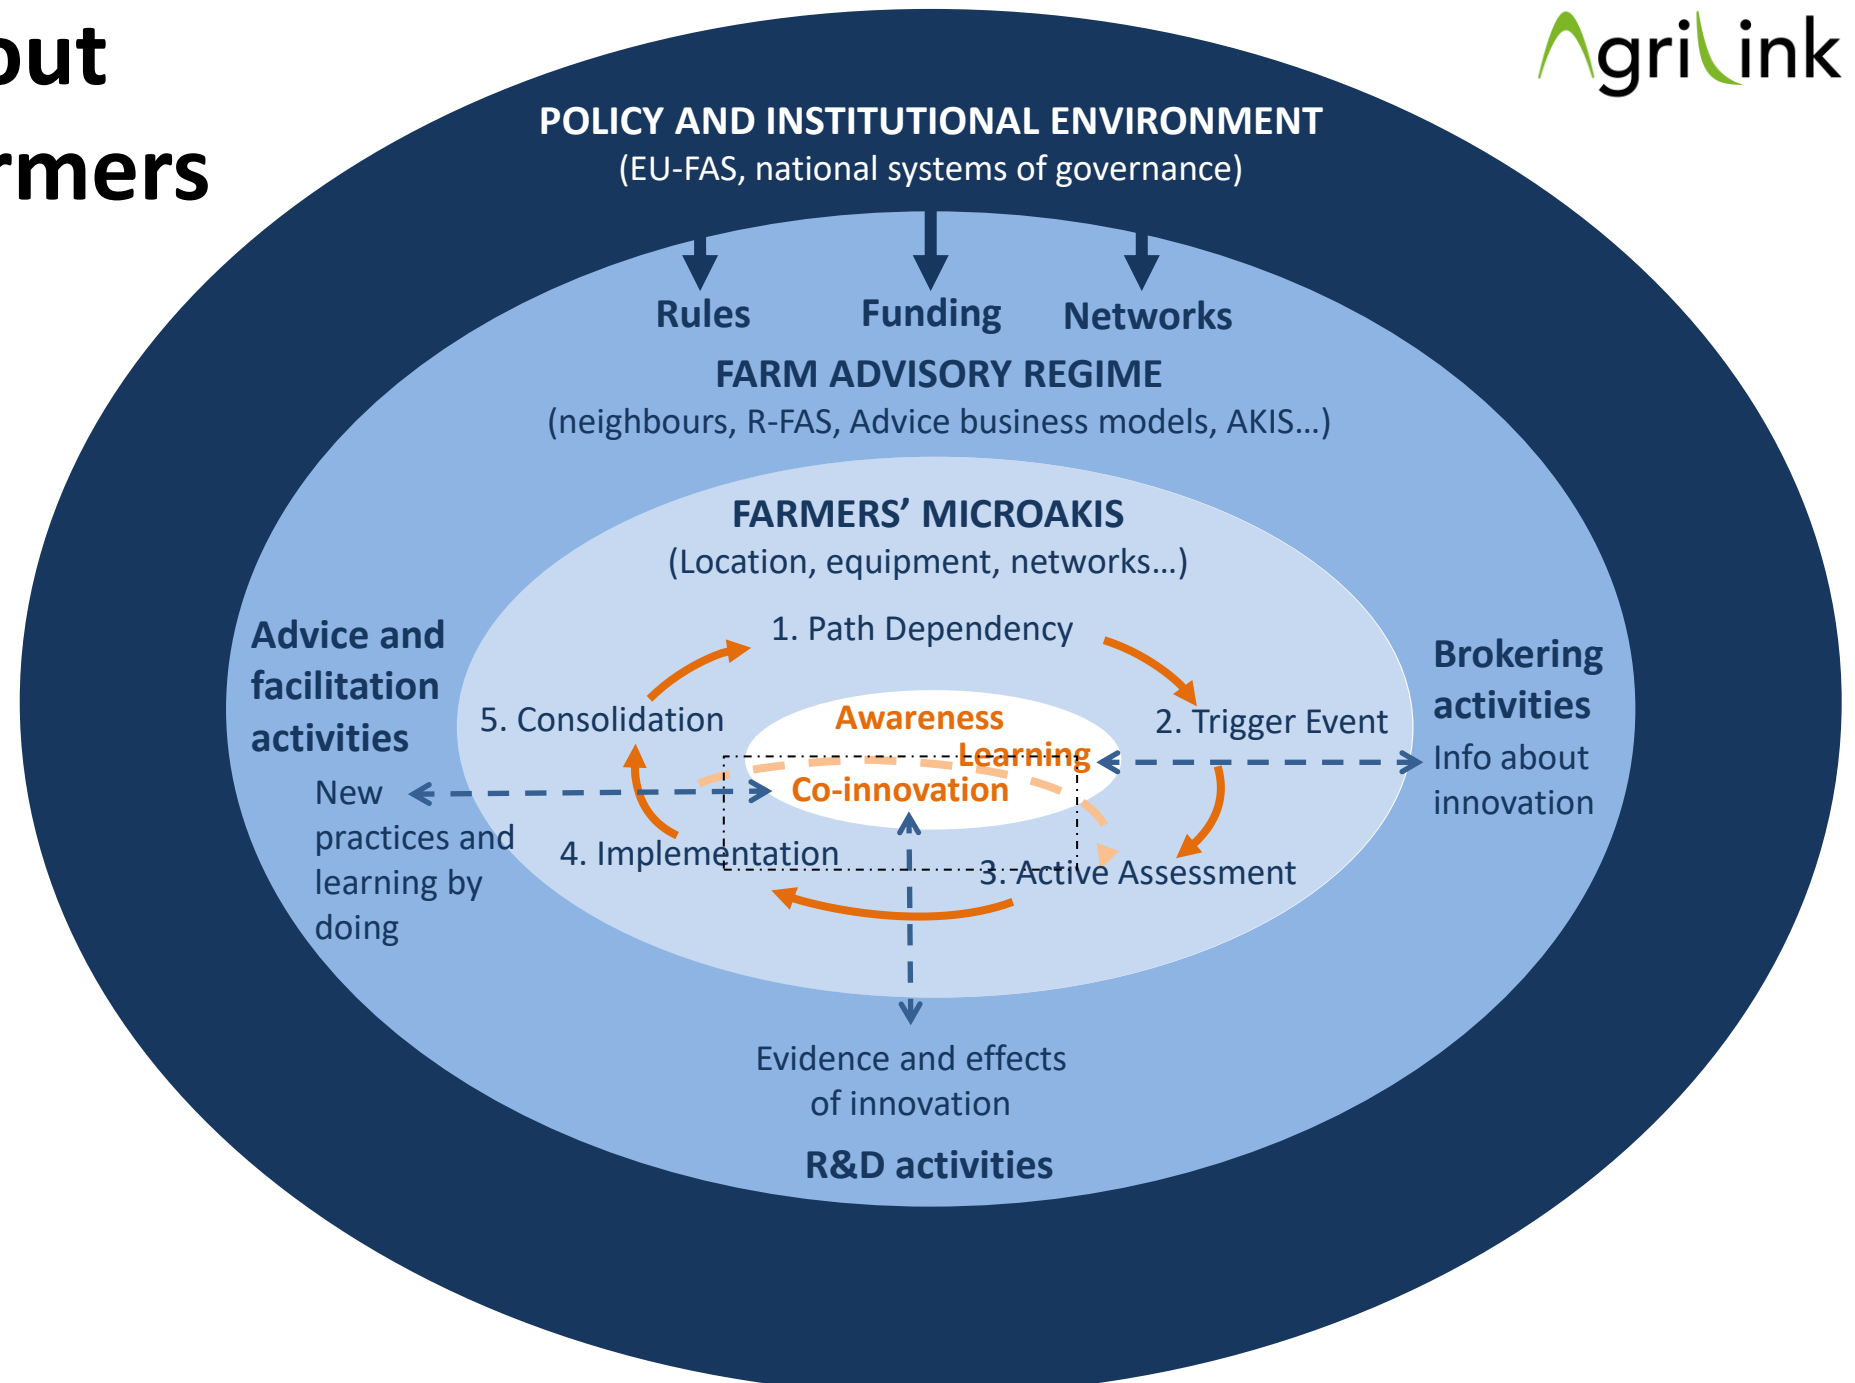 out
rmers
AgriLink
POLICY AND INSTITUTIONAL ENVIRONMENT
(EU-FAS, national systems of governance)
Rules
Funding
Networks
FARM ADVISORY REGIME
(neighbours, R-FAS, Advice business models, AKIS…)
FARMERS’ MICROAKIS
(Location, equipment, networks…)
1. Path Dependency
2. Trigger Event
3. Active Assessment
4. Implementation
5. Consolidation
Awareness
Learning
Co-innovation
Advice and
facilitation
activities
New
practices and
learning by
doing
Brokering
activities
Info about
innovation
Evidence and effects
of innovation
R&D activities